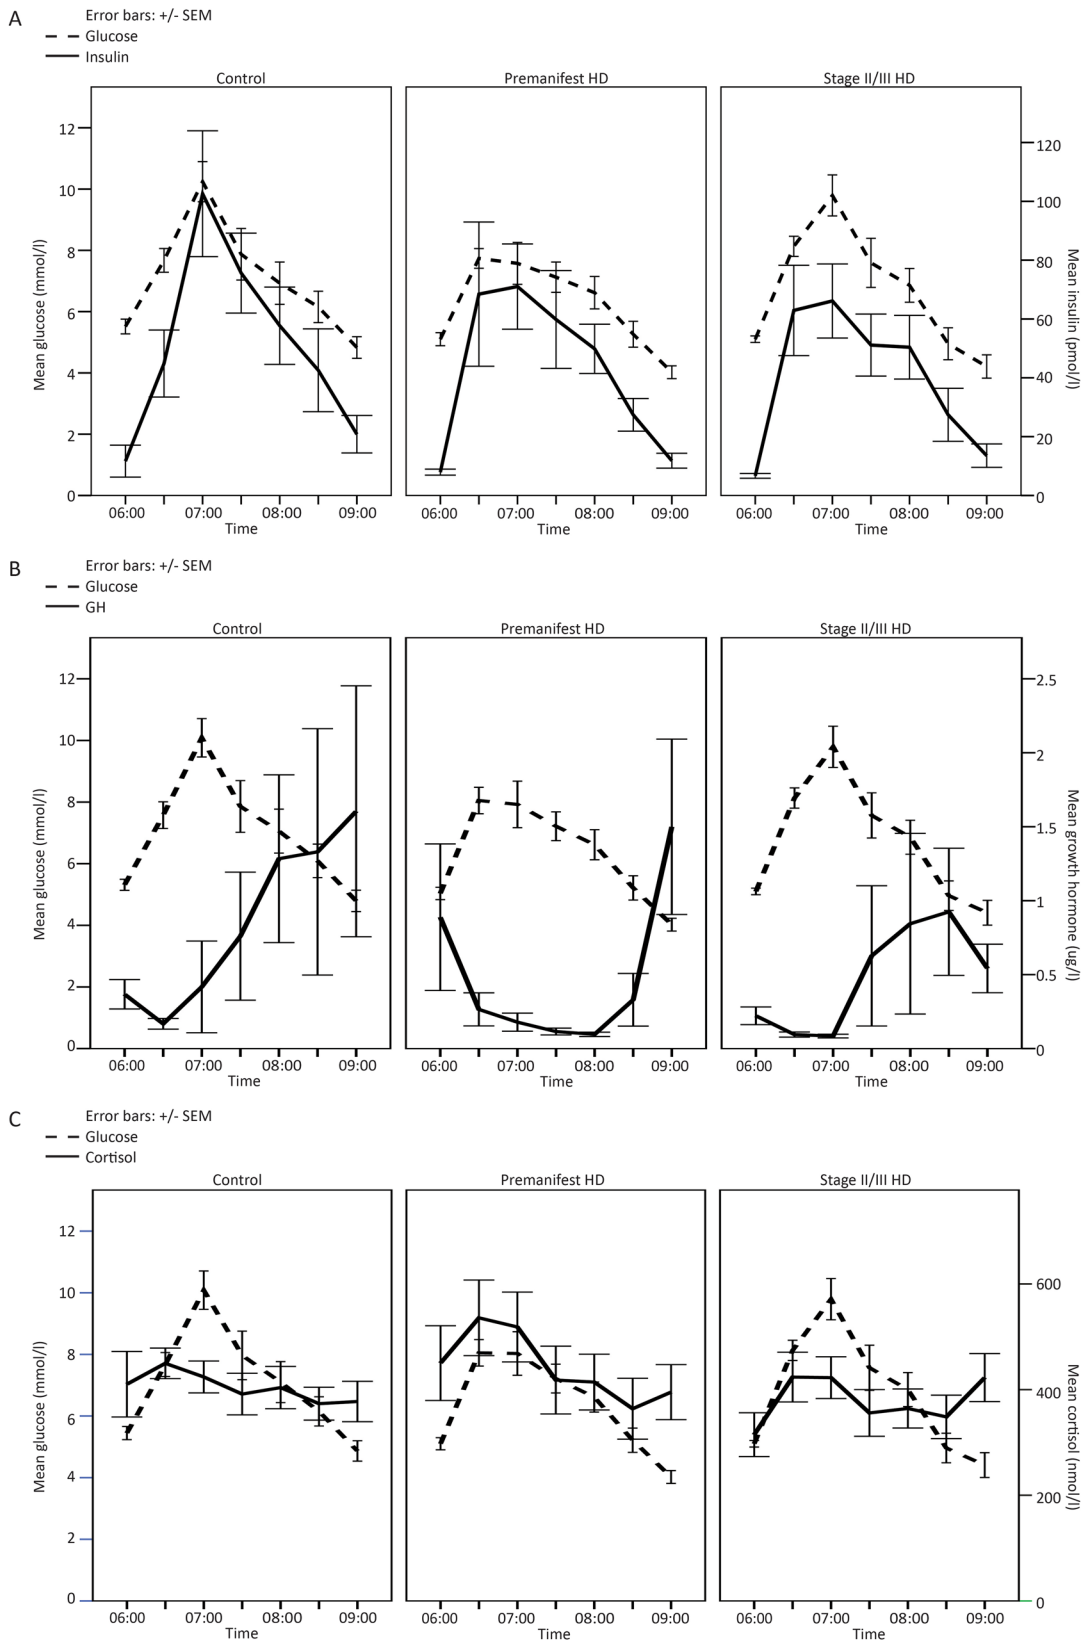 A
Error bars: +/- SEM
Glucose
Insulin
Control
Premanifest HD
Stage II/III HD
Mean glucose (mmol/l)
12
10
8
6
4
2
0
Mean insulin (pmol/l)
120
100
80
60
40
20
0
06:00 07:00 08:00 09:00
06:00 07:00 08:00 09:00
06:00 07:00 08:00 09:00
Time
Time
Time
B
Error bars: +/- SEM
Glucose
GH
Control
Premanifest HD
Stage II/III HD
Mean glucose (mmol/l)
12
10
8
6
4
2
0
Mean growth hormone (ug/l)
2.5
2
1.5
1
0.5
0
06:00 07:00 08:00 09:00
06:00 07:00 08:00 09:00
06:00 07:00 08:00 09:00
Time
Time
Time
C
Error bars: +/- SEM
Glucose
Cortisol
Control
Premanifest HD
Stage II/III HD
Mean glucose (mmol/l)
12
10
8
6
4
2
0
Mean cortisol (nmol/l)
600
400
200
0
06:00 07:00 08:00 09:00
06:00 07:00 08:00 09:00
06:00 07:00 08:00 09:00
Time
Time
Time